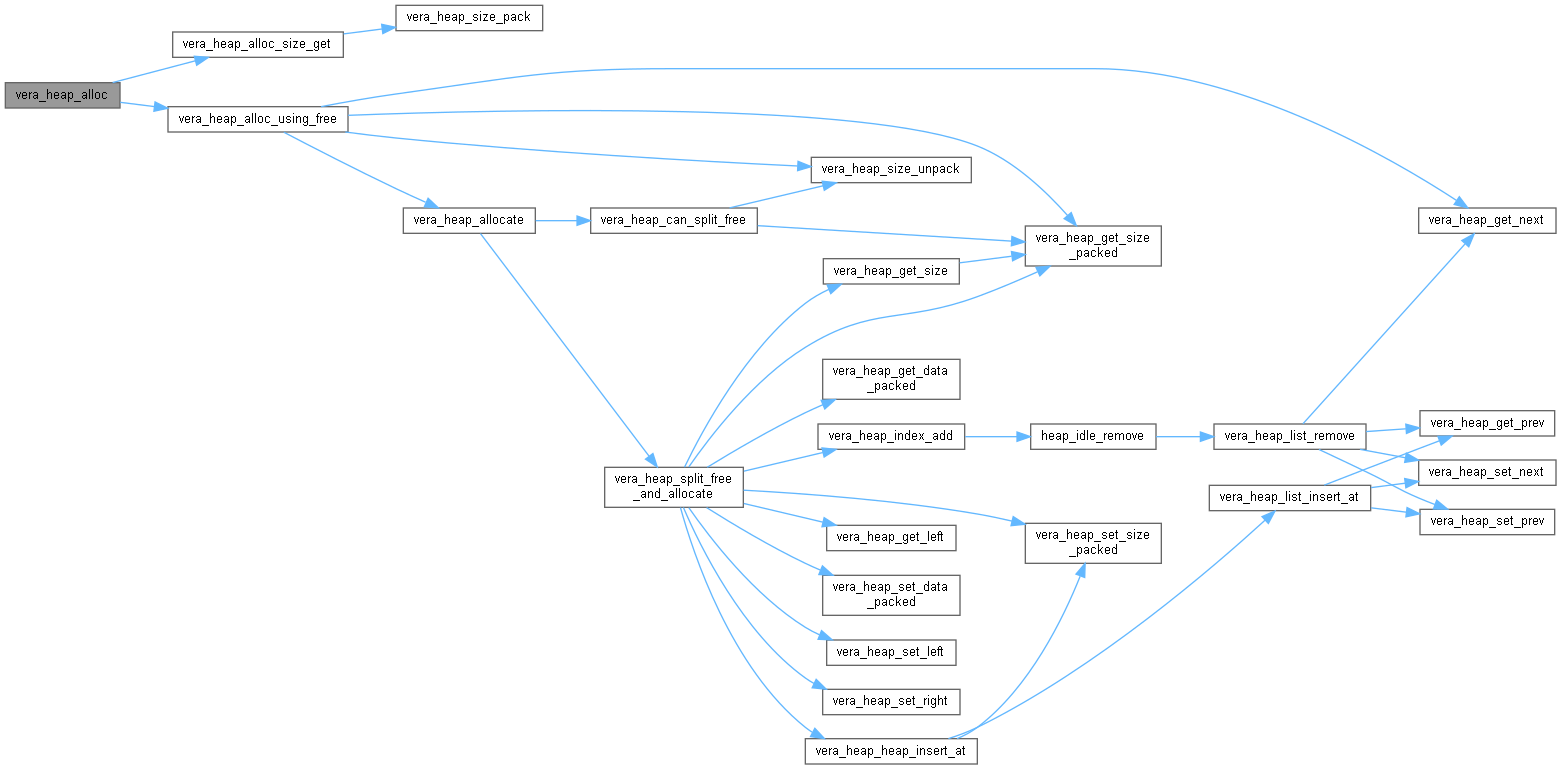 vera_heap_size_pack
vera_heap_alloc_size_get
vera_heap_alloc
vera_heap_alloc_using_free
vera_heap_size_unpack
vera_heap_allocate
vera_heap_can_split_free
vera_heap_get_next
vera_heap_get_size
_packed
vera_heap_get_size
vera_heap_get_data
_packed
vera_heap_get_prev
vera_heap_index_add
heap_idle_remove
vera_heap_list_remove
vera_heap_set_next
vera_heap_split_free
_and_allocate
vera_heap_list_insert_at
vera_heap_set_prev
vera_heap_get_left
vera_heap_set_size
_packed
vera_heap_set_data
_packed
vera_heap_set_left
vera_heap_set_right
vera_heap_heap_insert_at